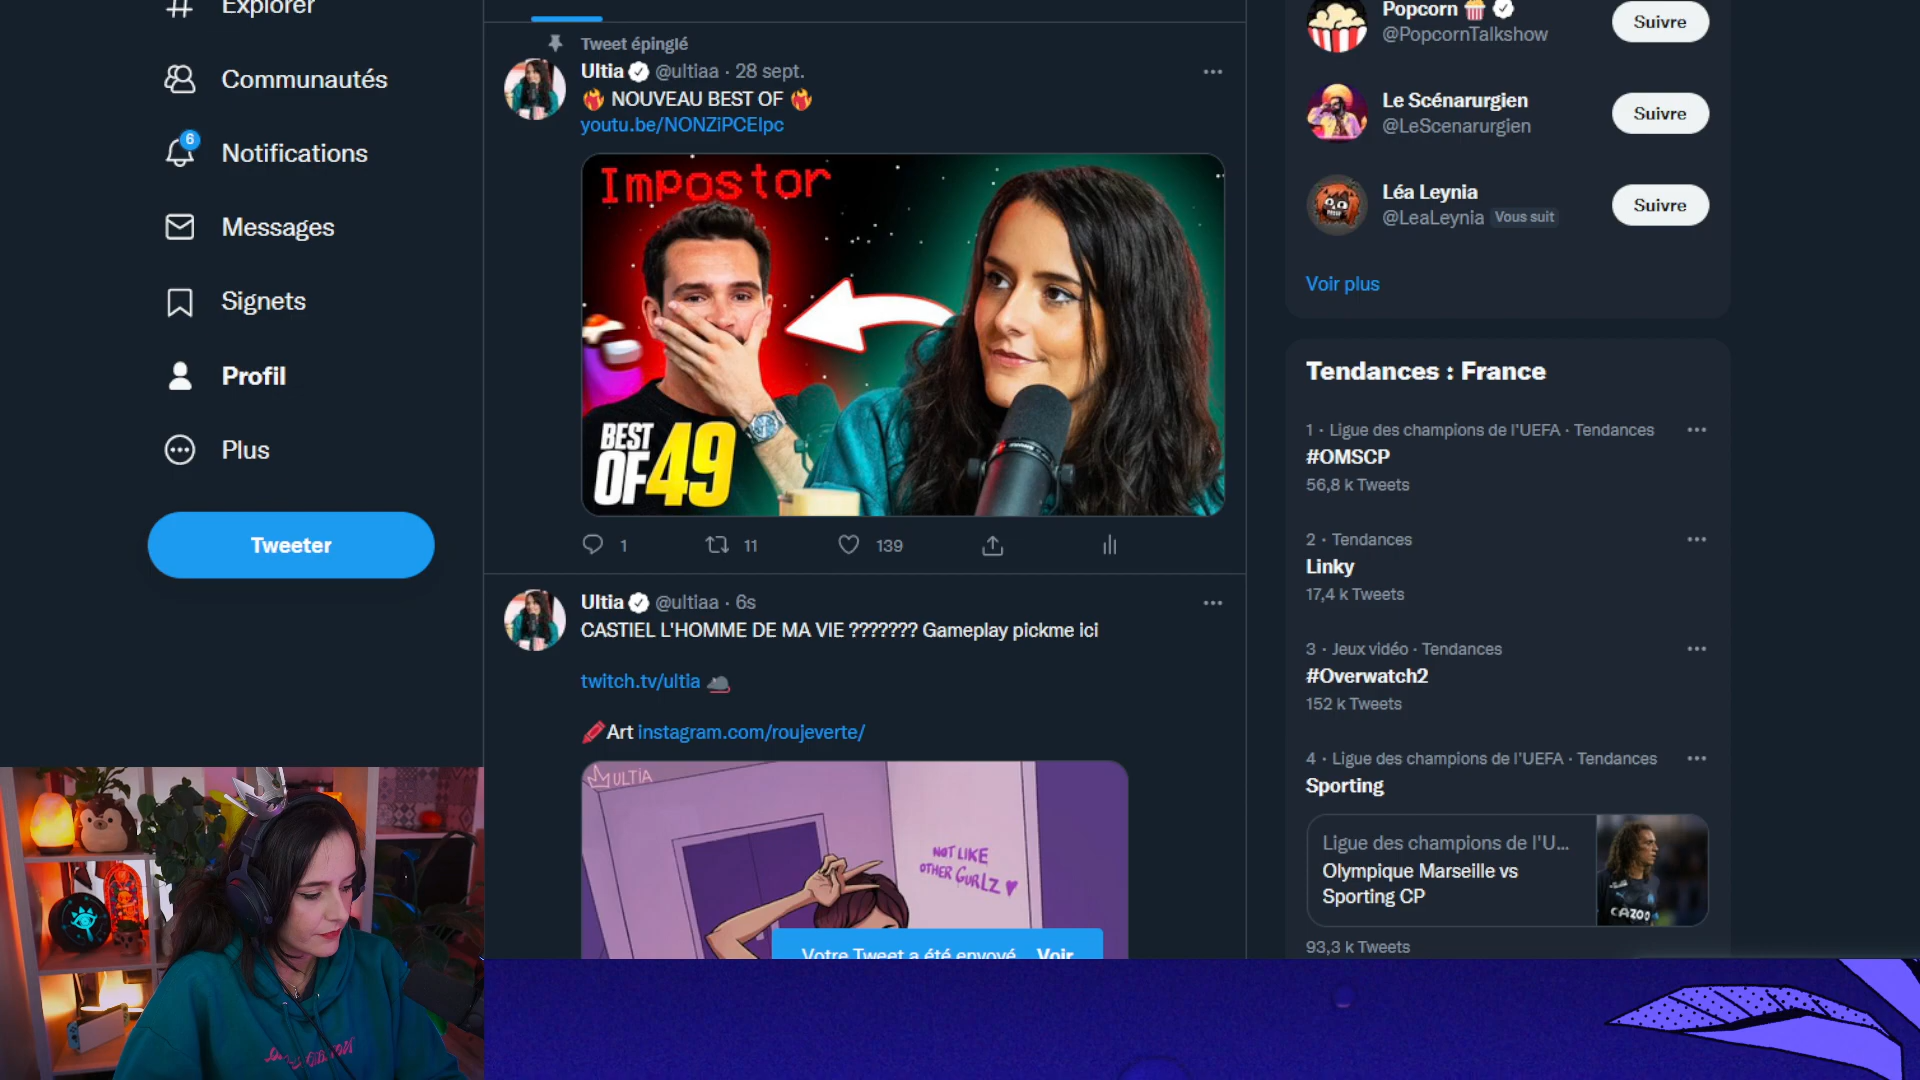 Explorer
Communautés
6
Notifications
Messages
Signets
Profil
Plus
Tweeter
Tweet épinglé
Ultia @ultiaa · 28 sept.
🔥 NOUVEAU BEST OF 🔥
youtu.be/NONZiPCEIpc
Impostor
BEST
OF 49
1
11
139
Ultia @ultiaa · 6s
CASTIEL L'HOMME DE MA VIE ??????? Gameplay pickme ici
twitch.tv/ultia
Art instagram.com/roujeverte/
ULTIA
NOT LIKE
OTHER GURLZ
Votre Tweet a été envoyé Voir
Popcorn
@PopcornTalkshow
Suivre
Le Scénarurgien
@LeScenarurgien
Suivre
Léa Leynia
@LeaLeynia Vous suit
Suivre
Voir plus
Tendances : France
1 · Ligue des champions de l'UEFA · Tendances
#OMSCP
56,8 k Tweets
2 · Tendances
Linky
17,4 k Tweets
3 · Jeux vidéo · Tendances
#Overwatch2
152 k Tweets
4 · Ligue des champions de l'UEFA · Tendances
Sporting
Ligue des champions de l'U...
Olympique Marseille vs
Sporting CP
CAZOO
93,3 k Tweets